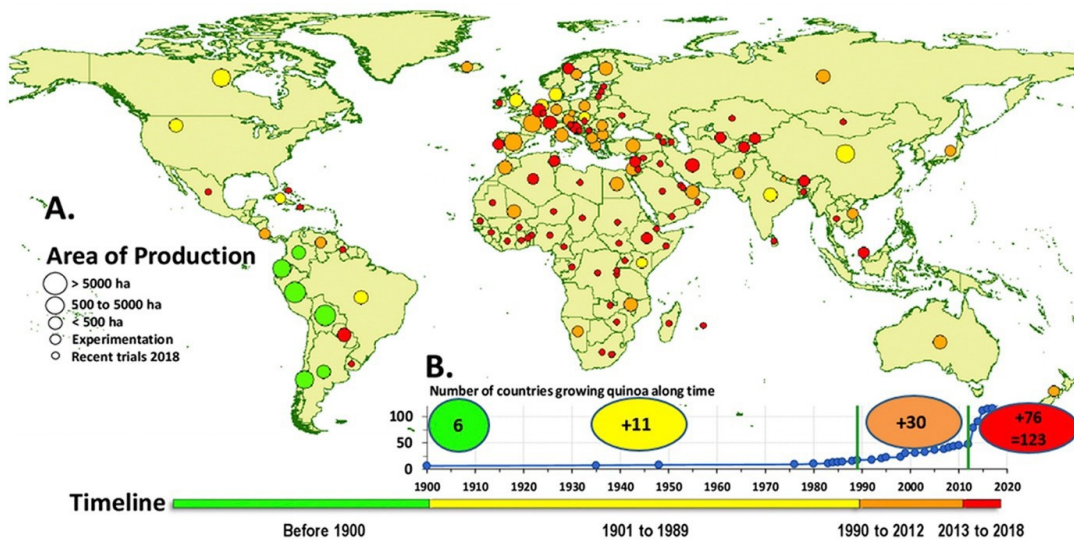 A.
Area of Production
> 5000 ha
500 to 5000 ha
< 500 ha
Experimentation
Recent trials 2018
B.
Number of countries growing quinoa along time
6
+11
+30
+76
=123
100
50
0
1900 1910 1920 1930 1940 1950 1960 1970 1980 1990 2000 2010 2020
Timeline
Before 1900 1901 to 1989 1990 to 2012 2013 to 2018